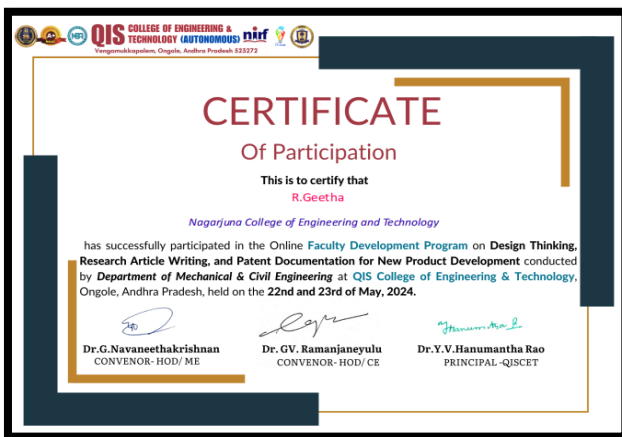 QIS COLLEGE OF ENGINEERING &
TECHNOLOGY (AUTONOMOUS)
nirf
Vengamukkapalem, Ongole, Andhra Pradesh 523272
CERTIFICATE
Of Participation
This is to certify that
R.Geetha
Nagarjuna College of Engineering and Technology
has successfully participated in the Online Faculty Development Program on Design Thinking,
Research Article Writing, and Patent Documentation for New Product Development conducted
by Department of Mechanical & Civil Engineering at QIS College of Engineering & Technology,
Ongole, Andhra Pradesh, held on the 22nd and 23rd of May, 2024.
Dr.G.Navaneethakrishnan
CONVENOR- HOD/ ME
Dr. GV. Ramanjaneyulu
CONVENOR- HOD/ CE
Dr.Y.V.Hanumantha Rao
PRINCIPAL -QISCET